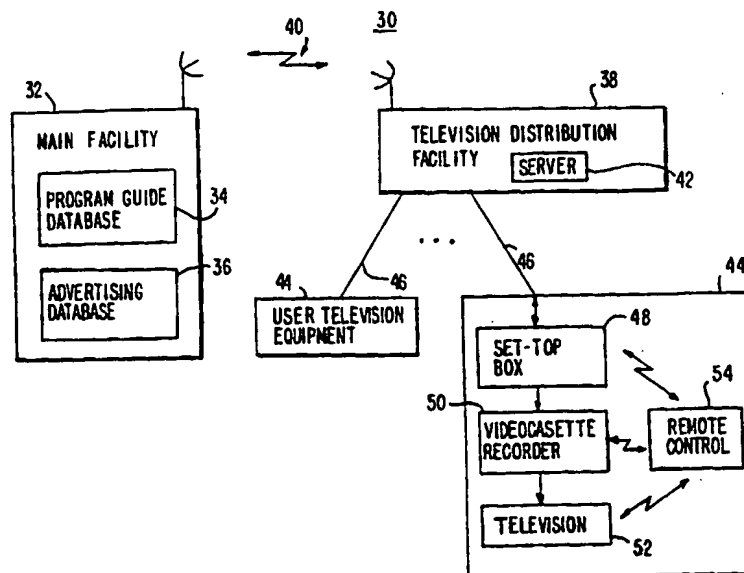 40
30
32
38
MAIN FACILITY
TELEVISION DISTRIBUTION
FACILITY
SERVER
42
PROGRAM GUIDE
DATABASE
34
36
ADVERTISING
DATABASE
...
44
46
46
44
USER TELEVISION
EQUIPMENT
48
SET-TOP
BOX
54
50
VIDEOCASETTE
RECORDER
REMOTE
CONTROL
TELEVISION
52